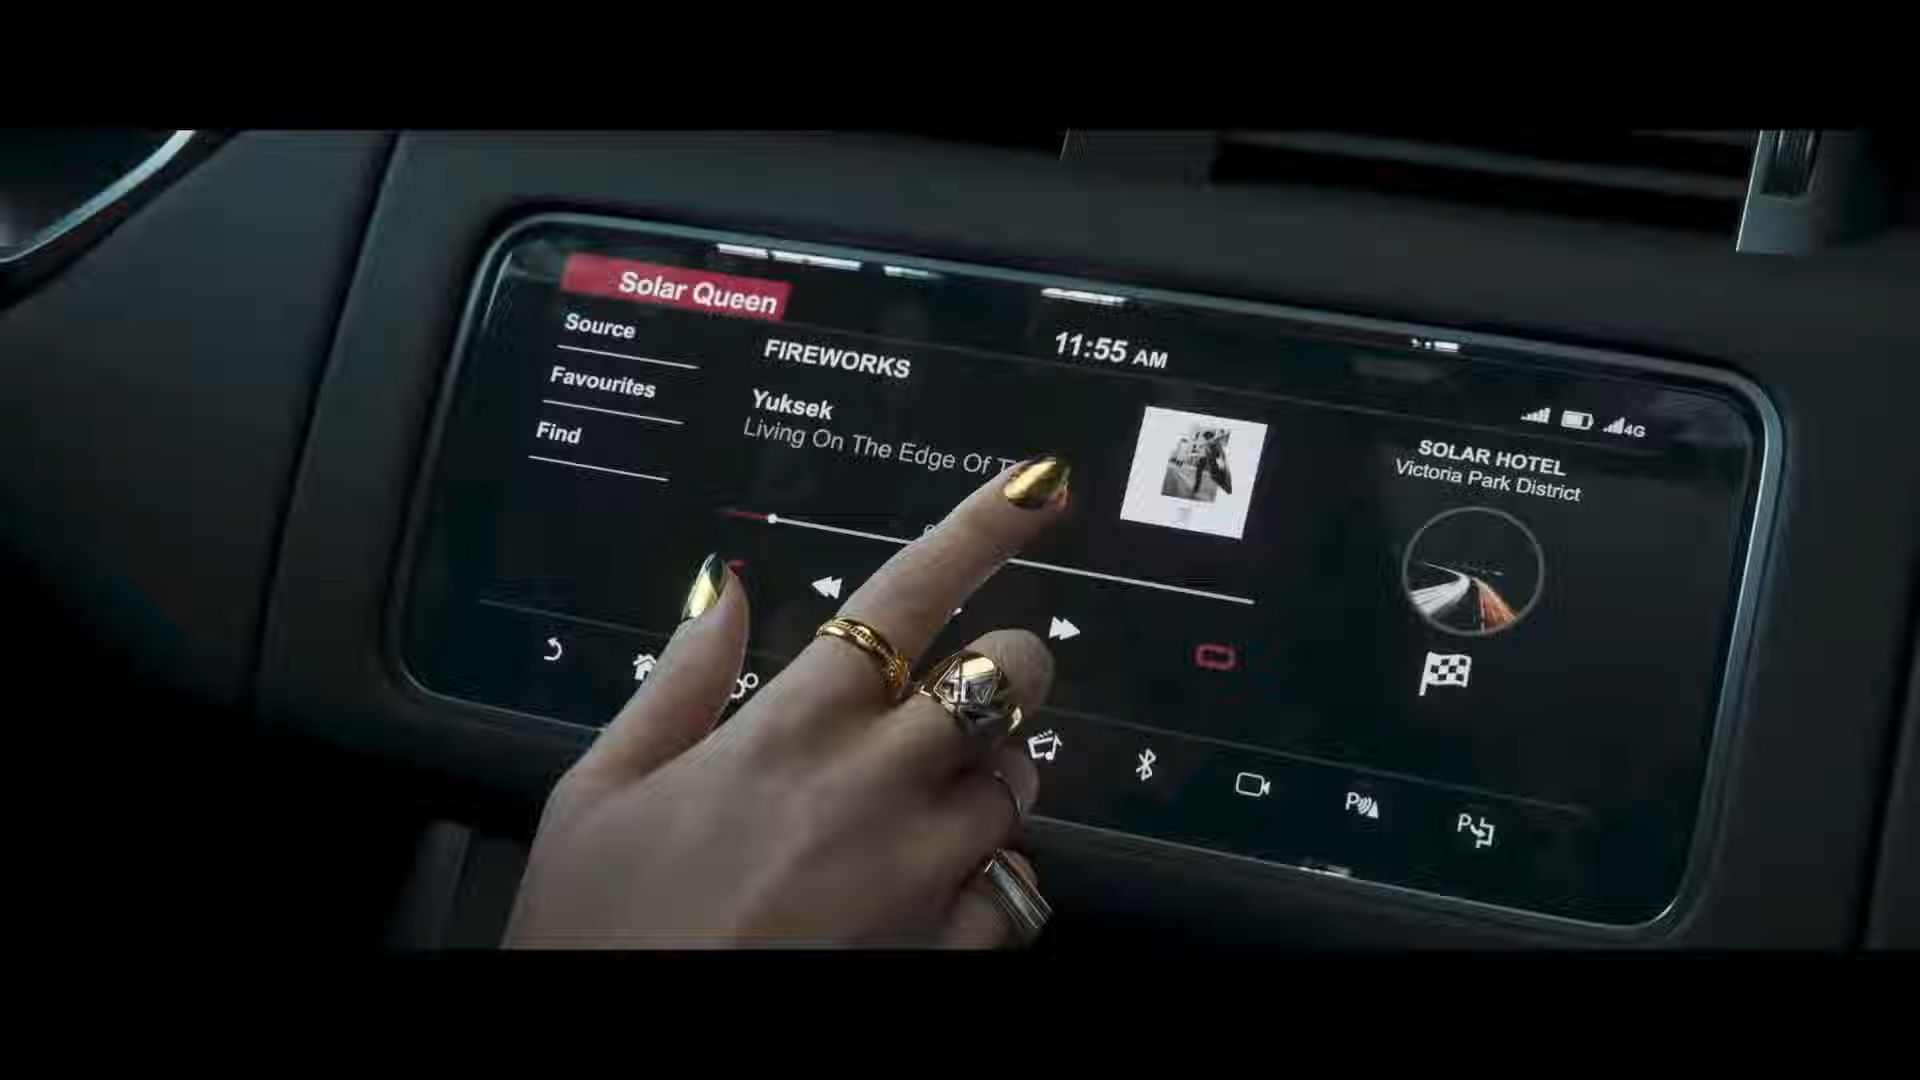 Solar Queen
Source
Favourites
Find
FIREWORKS
Yuksek
Living On The Edge Of
11:55 AM
4G
SOLAR HOTEL
Victoria Park District
P
P